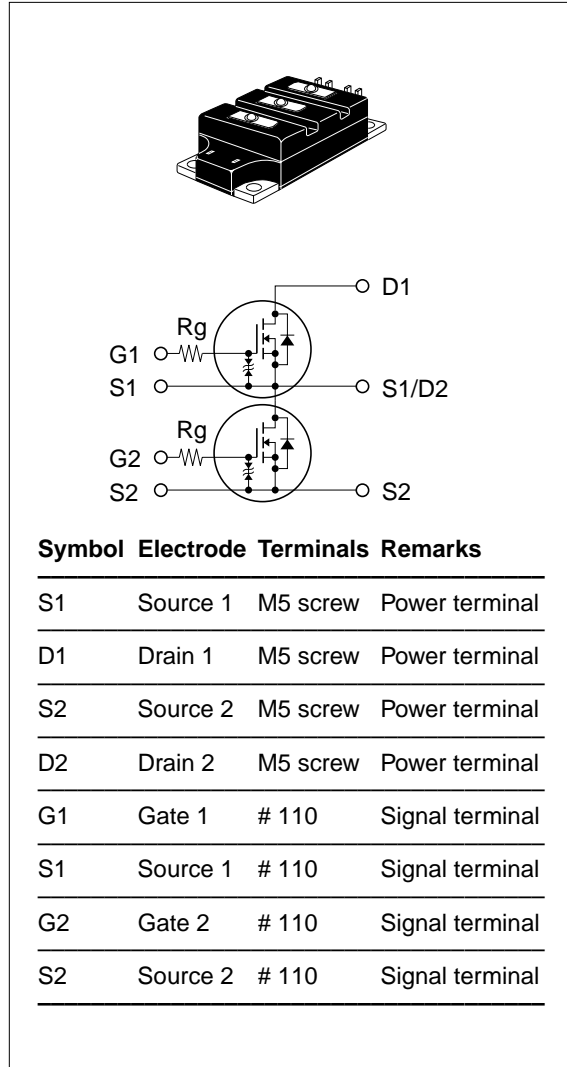 D1
Rg
G1
S1 S1/D2
Rg
G2
S2 S2
Symbol Electrode Terminals Remarks
S1 Source 1 M5 screw Power terminal
D1 Drain 1 M5 screw Power terminal
S2 Source 2 M5 screw Power terminal
D2 Drain 2 M5 screw Power terminal
G1 Gate 1 # 110 Signal terminal
S1 Source 1 # 110 Signal terminal
G2 Gate 2 # 110 Signal terminal
S2 Source 2 # 110 Signal terminal